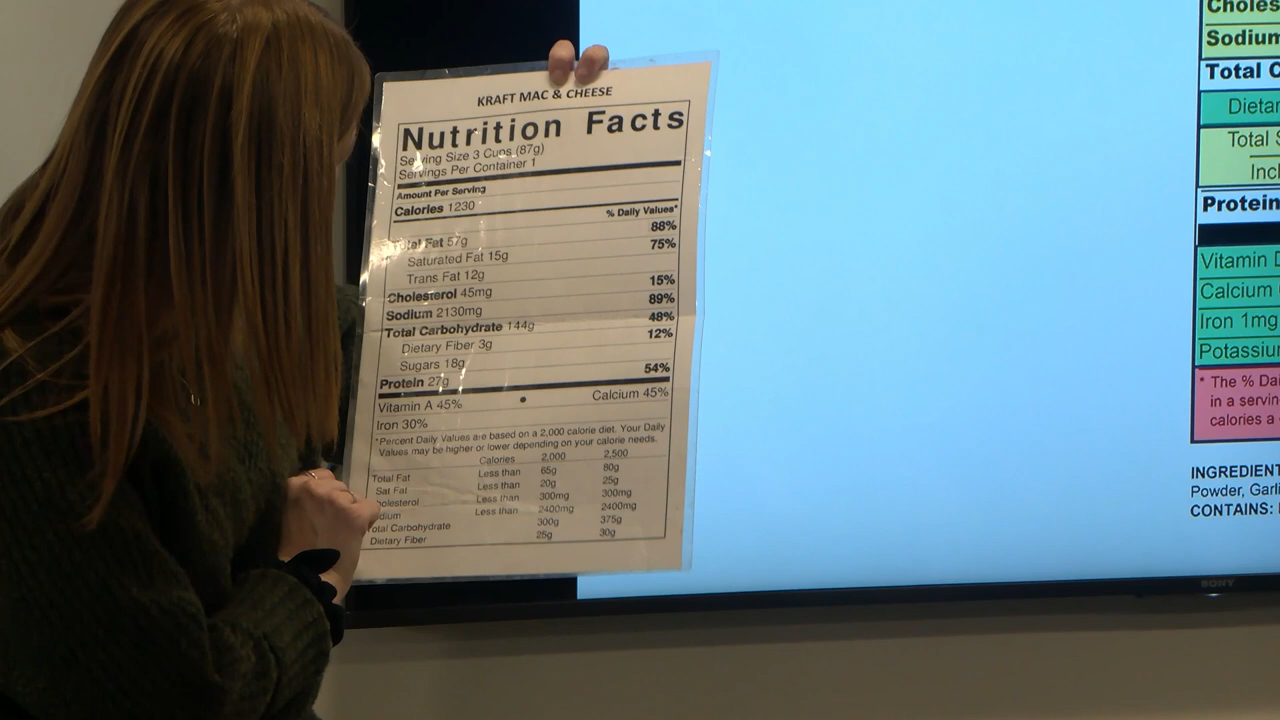 KRAFT MAC & CHEESE
Nutrition Facts
Serving Size 3 Cups (87g)
Servings Per Container 1
Amount Per Serving
Calories 1230
% Daily Values*
Total Fat 57g 88%
Saturated Fat 15g 75%
Trans Fat 12g
Cholesterol 45mg 15%
Sodium 2130mg 89%
Total Carbohydrate 144g 48%
Dietary Fiber 3g 12%
Sugars 18g
Protein 27g 54%
Vitamin A 45% • Calcium 45%
Iron 30%
*Percent Daily Values are based on a 2,000 calorie diet. Your Daily
Values may be higher or lower depending on your calorie needs.
Calories 2,000 2,500
Total Fat Less than 65g 80g
Sat Fat Less than 20g 25g
holesterol Less than 300mg 300mg
dium Less than 2400mg 2400mg
otal Carbohydrate 300g 375g
Dietary Fiber 25g 30g
Choles
Sodium
Total C
Dietar
Total S
Incl
Protein
Vitamin D
Calcium
Iron 1mg
Potassiu
* The % Dai
in a servin
calories a
INGREDIENT
Powder, Garli
CONTAINS:
SONY